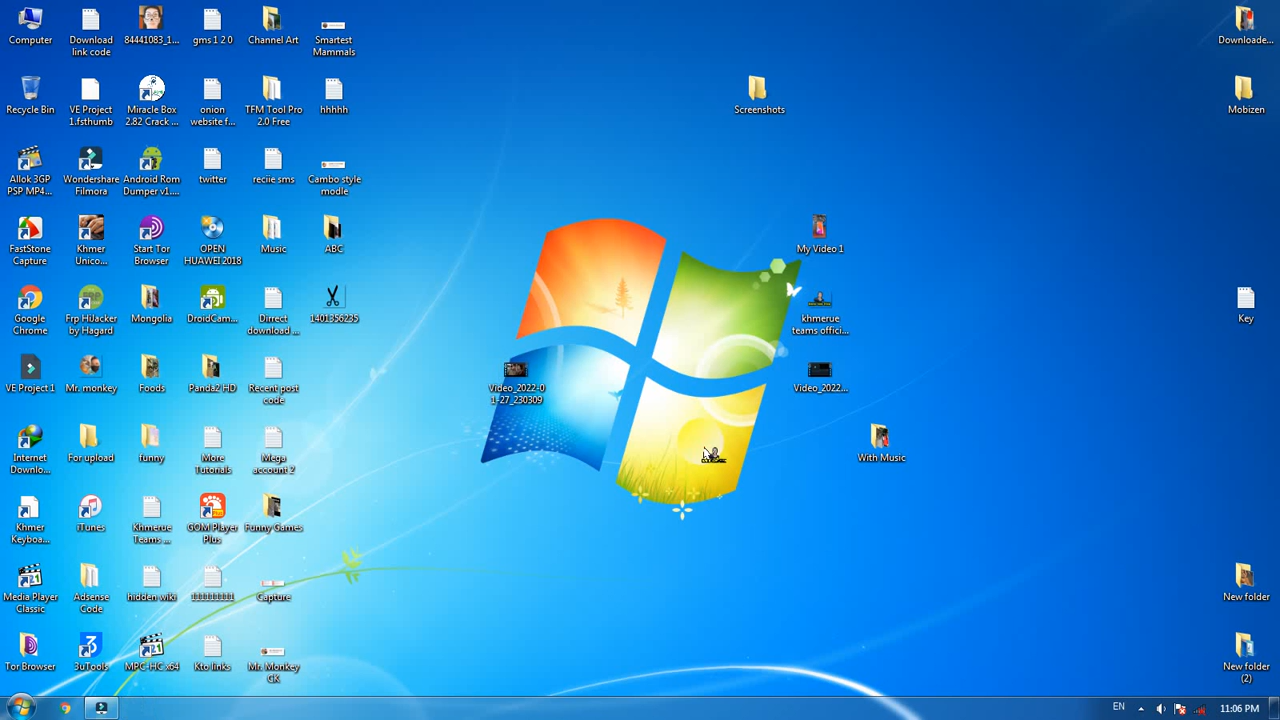 Computer
Download
link code
84441083_1...
gms 1 2 0
Channel Art
Smartest
Mammals
Recycle Bin
VE Project
1.fsthumb
Miracle Box
2.82 Crack ...
onion
website f...
TFM Tool Pro
2.0 Free
hhhhh
Allok 3GP
PSP MP4...
Wondershare
Filmora
Android Rom
Dumper v1....
twitter
reciie sms
Cambo style
modle
FastStone
Capture
Khmer
Unico...
Start Tor
Browser
OPEN
HUAWEI 2018
Music
ABC
Google
Chrome
Frp HiJacker
by Hagard
Mongolia
DroidCam...
Dirrect
download ...
1401356235
VE Project 1
Mr. monkey
Foods
Panda2 HD
Recent post
code
Internet
Downlo...
For upload
funny
More
Tutorials
Mega
account 2
Khmer
Keyboa...
iTunes
Khmerue
Teams ...
GOM Player
Plus
Funny Games
Media Player
Classic
Adsense
Code
hidden wiki
1111111111
Capture
Tor Browser
3uTools
MPC-HC x64
Kto links
Mr. Monkey
CK
Screenshots
My Video 1
khmerue
teams offici...
Video_2022-0
1-27_230309
Video_2022...
With Music
Downloade...
Mobizen
Key
New folder
New folder
(2)
EN
11:06 PM